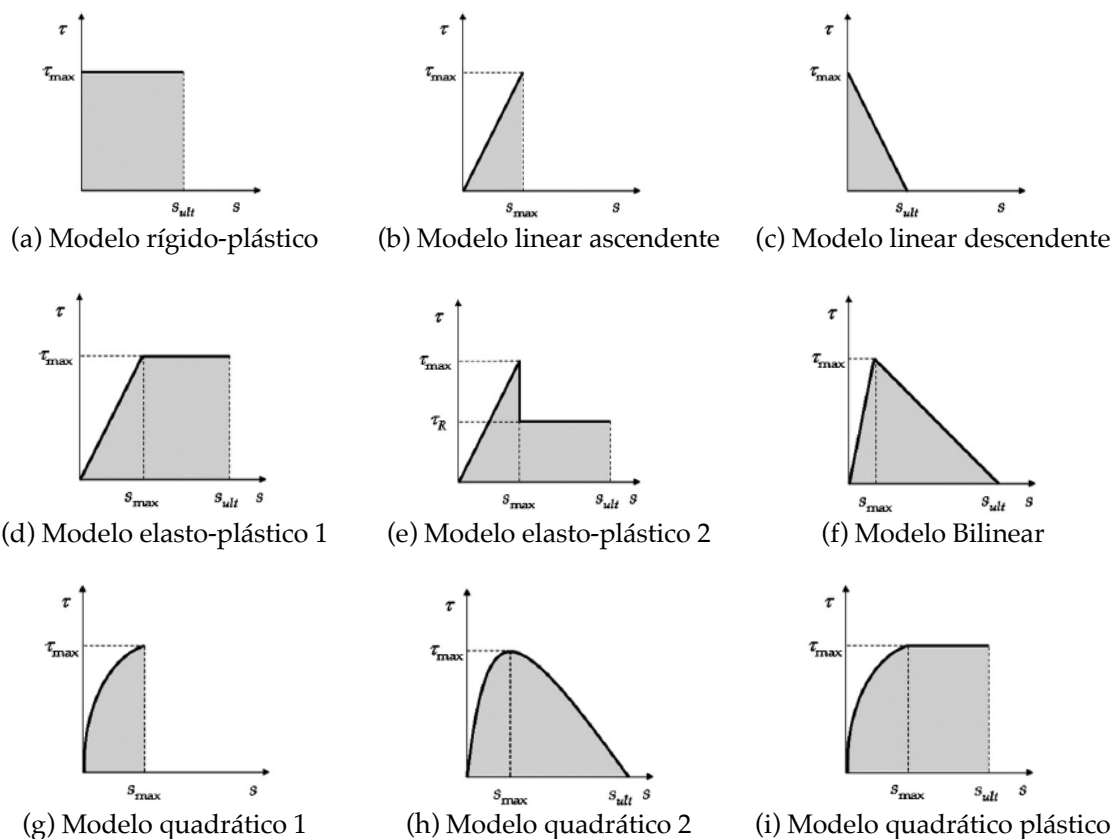 τ
τmax
sult s
(a) Modelo rígido-plástico
τ
τmax
smax s
(b) Modelo linear ascendente
τ
τmax
sult s
(c) Modelo linear descendente
τ
τmax
smax sult s
(d) Modelo elasto-plástico 1
τ
τmax
τR
smax sult s
(e) Modelo elasto-plástico 2
τ
τmax
smax sult s
(f) Modelo Bilinear
τ
τmax
smax s
(g) Modelo quadrático 1
τ
τmax
smax sult s
(h) Modelo quadrático 2
τ
τmax
smax sult s
(i) Modelo quadrático plástico